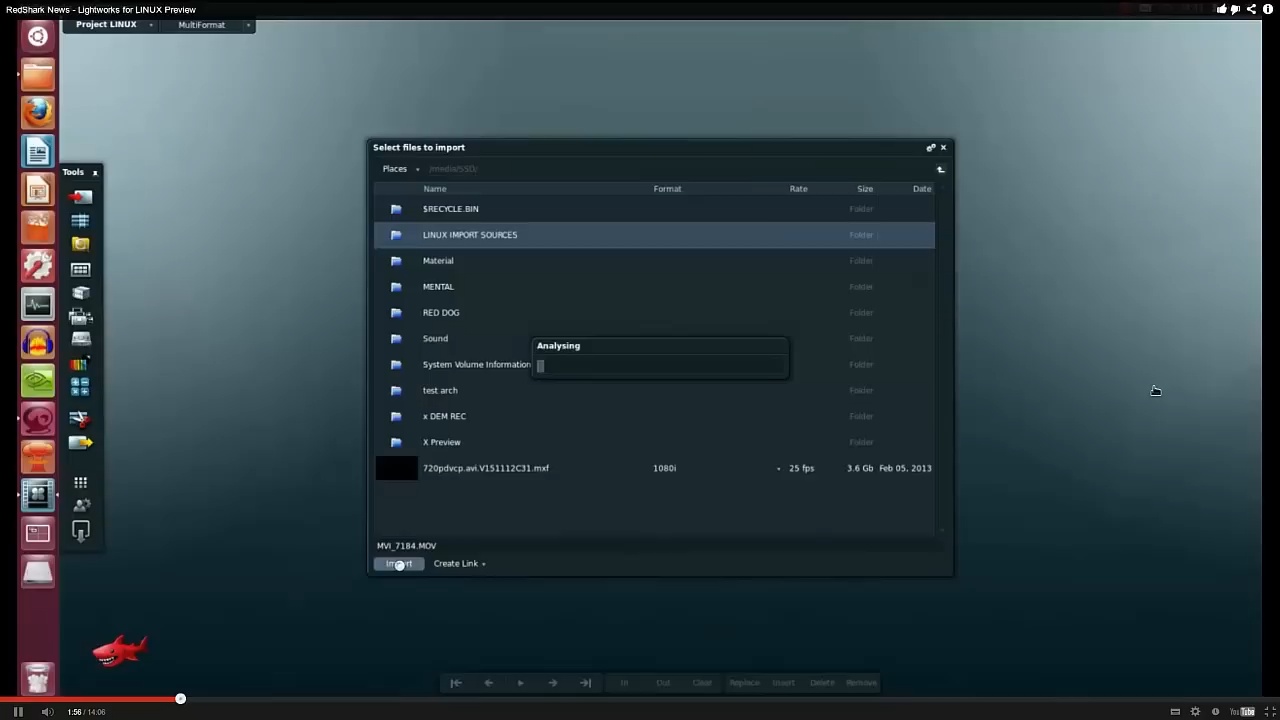 RedShark News - Lightworks for LINUX Preview
Project LINUX MultiFormat
Select files to import
Places /media/SSD/
Name Format Rate Size Date
$RECYCLE.BIN Folder
LINUX IMPORT SOURCES Folder
Material Folder
MENTAL Folder
RED DOG Folder
Sound Folder
System Volume Information Folder
test arch Folder
x DEM REC Folder
X Preview Folder
720pdvcp.avi.V151112C31.mxf 1080i 25 fps 3.6 Gb Feb 05, 2013
Analysing
MVI_7184.MOV
Import Create Link
Tools
In Out Clear Replace Insert Delete Remove
1:56 / 14:06
YouTube